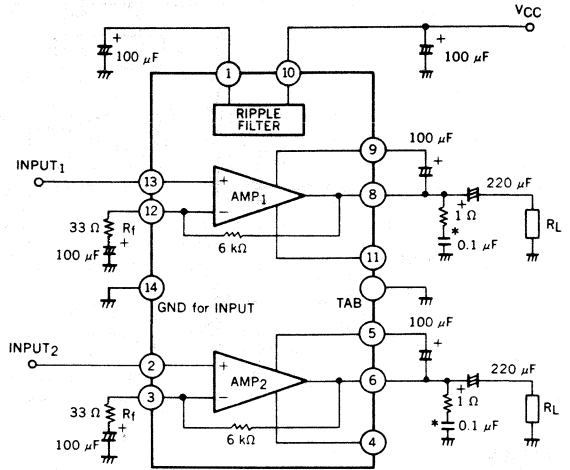 VCC
+
100 μF
1
10
+
100 μF
RIPPLE
FILTER
9
100 μF
+
INPUT1
13
+
AMP1
8
220 μF
+
12
−
33 Ω
Rf
+
100 μF
6 kΩ
1 Ω
*
0.1 μF
RL
11
14
GND for INPUT
TAB
5
100 μF
+
INPUT2
2
+
AMP2
6
220 μF
+
3
−
33 Ω
Rf
+
100 μF
6 kΩ
1 Ω
*
0.1 μF
RL
4